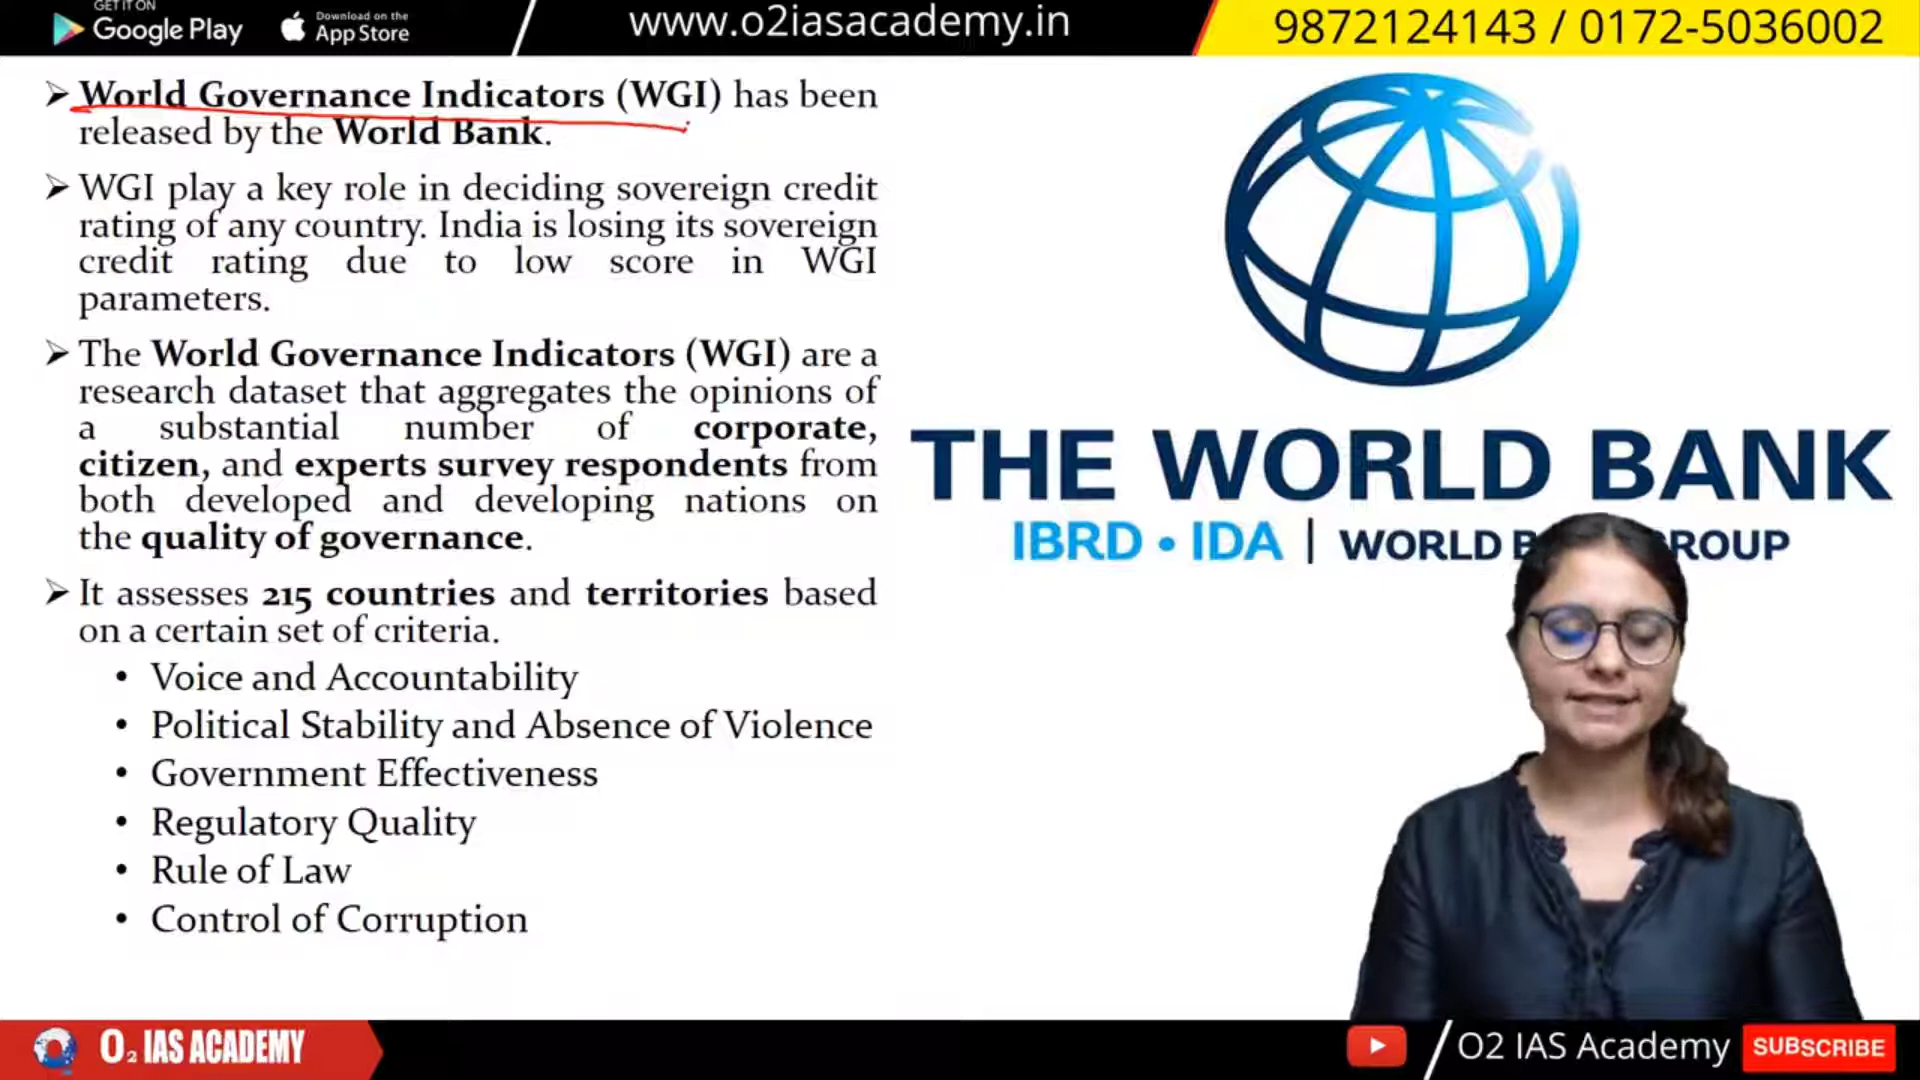 GET IT ON
Google Play
Download on the
App Store
www.o2iasacademy.in
9872124143 / 0172-5036002
➢ World Governance Indicators (WGI) has been
released by the World Bank.
➢ WGI play a key role in deciding sovereign credit
rating of any country. India is losing its sovereign
credit rating due to low score in WGI
parameters.
➢ The World Governance Indicators (WGI) are a
research dataset that aggregates the opinions of
a substantial number of corporate,
citizen, and experts survey respondents from
both developed and developing nations on
the quality of governance.
➢ It assesses 215 countries and territories based
on a certain set of criteria.
• Voice and Accountability
• Political Stability and Absence of Violence
• Government Effectiveness
• Regulatory Quality
• Rule of Law
• Control of Corruption
THE WORLD BANK
IBRD • IDA | WORLD B ROUP
O2 IAS ACADEMY
O2 IAS Academy
SUBSCRIBE